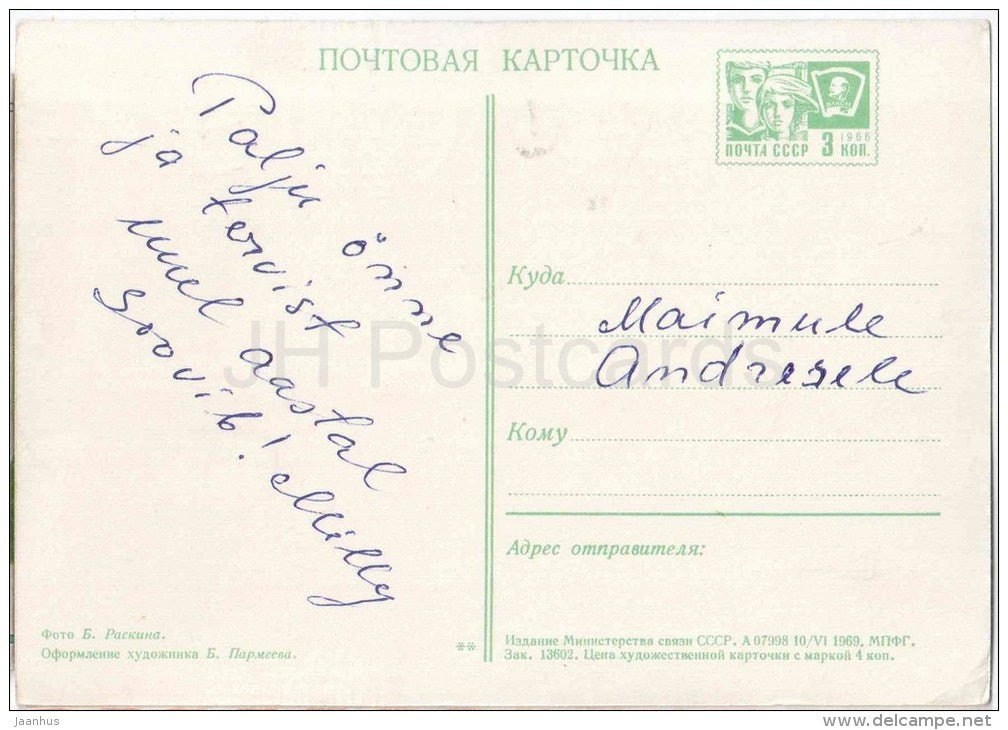 ПОЧТОВАЯ КАРТОЧКА
ПОЧТА СССР 3 КОП. 1966
Palju õnne
ja tervist
uuel aastal
soovib! Milly
Куда
Maimule
Andresele
Кому
Адрес отправителя:
Фото Б. Раскина.
Оформление художника Б. Пармеева.
**
Издание Министерства связи СССР. А 07998 10/VI 1969. МПФГ.
Зак. 13602. Цена художественной карточки с маркой 4 коп.
JH Postcards
jaanhus
www.delcampe.net